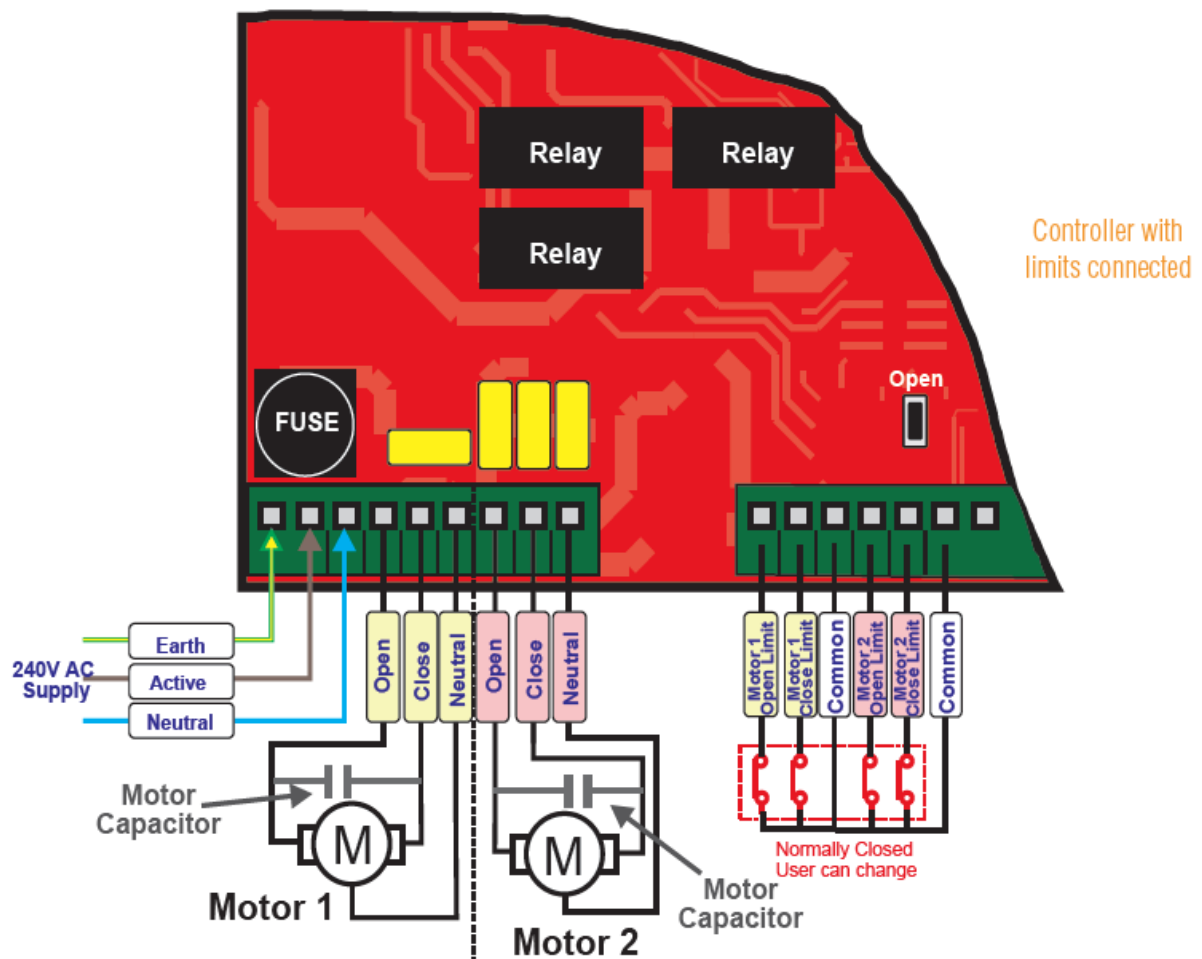 Relay
Relay
Relay
Controller with
limits connected
Open
FUSE
Earth
240V AC
Supply
Active
Neutral
Open
Close
Neutral
Open
Close
Neutral
Motor 1
Open Limit
Motor 1
Close Limit
Common
Motor 2
Open Limit
Motor 2
Close Limit
Common
Motor
Capacitor
M
Motor 1
M
Motor 2
Motor
Capacitor
Normally Closed
User can change